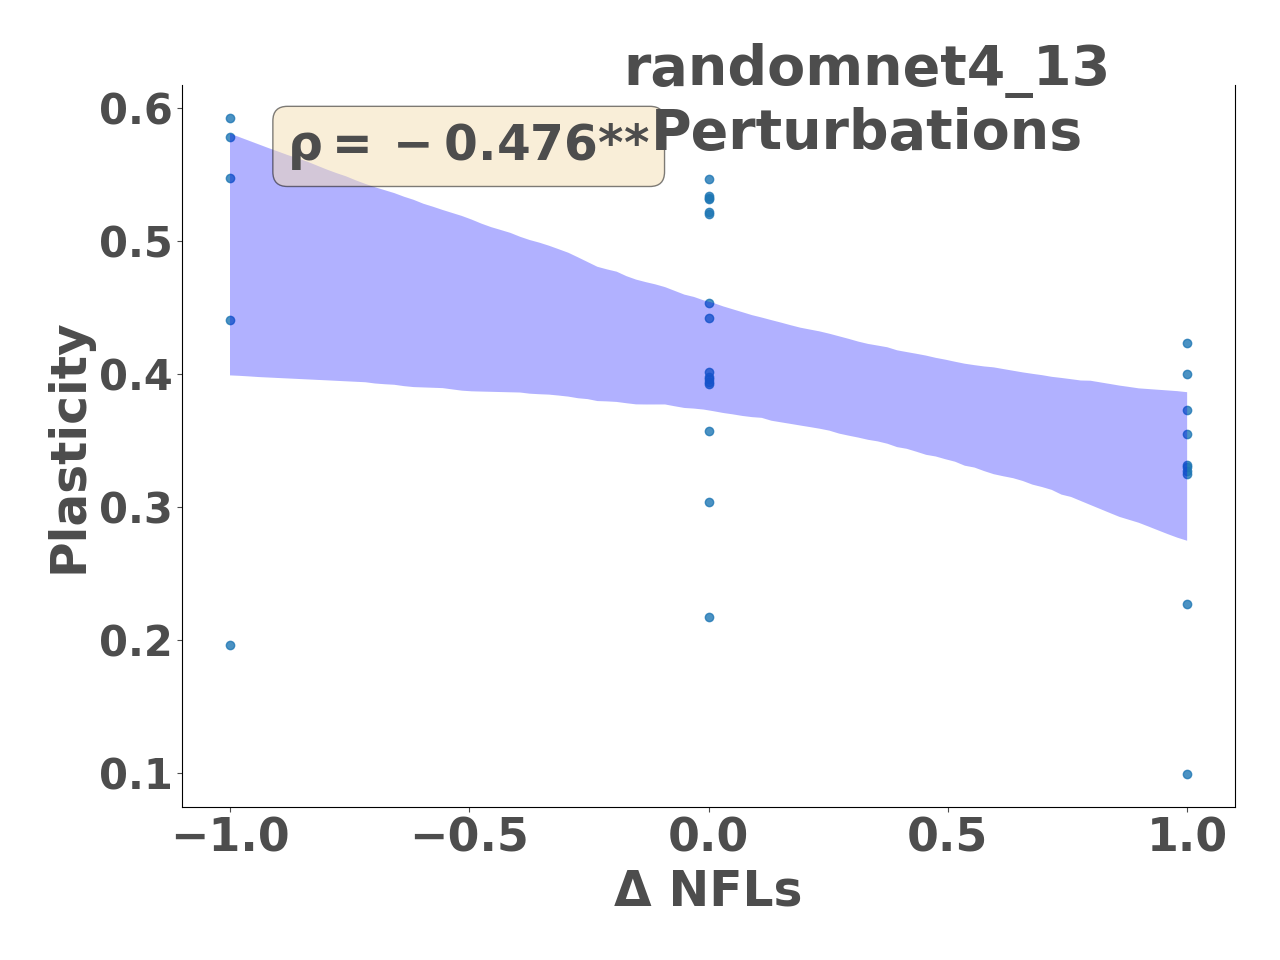 randomnet4_13
Perturbations
ρ = − 0.476**
Plasticity
0.6
0.5
0.4
0.3
0.2
0.1
−1.0 −0.5 0.0 0.5 1.0
Δ NFLs